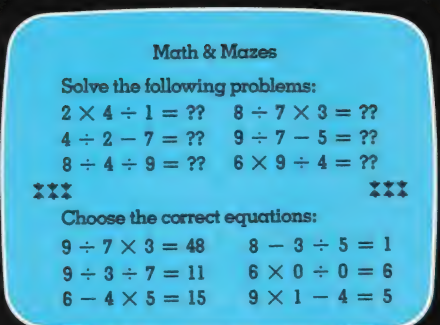 Math & Mazes
Solve the following problems:
2 × 4 ÷ 1 = ?? 8 ÷ 7 × 3 = ??
4 ÷ 2 − 7 = ?? 9 ÷ 7 − 5 = ??
8 ÷ 4 ÷ 9 = ?? 6 × 9 ÷ 4 = ??
Choose the correct equations:
9 ÷ 7 × 3 = 48 8 − 3 ÷ 5 = 1
9 ÷ 3 ÷ 7 = 11 6 × 0 ÷ 0 = 6
6 − 4 × 5 = 15 9 × 1 − 4 = 5